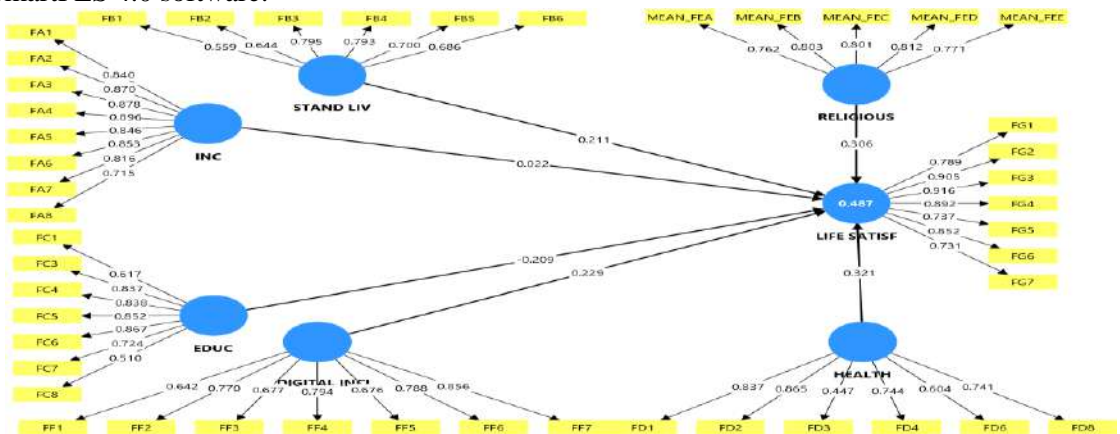 SmartPLS 4.0 software.
FB1 FB2 FB3 FB4 FB5 FB6
MEAN_FEA MEAN_FEB MEAN_FEC MEAN_FED MEAN_FEE
0.559 0.644 0.795 0.793 0.700 0.686
0.762 0.803 0.801 0.812 0.771
STAND LIV
RELIGIOUS
FA1
FA2
FA3
FA4
FA5
FA6
FA7
FA8
0.840
0.870
0.878
0.896
0.846
0.853
0.816
0.715
INC
0.211
0.022
0.306
FG1
FG2
FG3
FG4
FG5
FG6
FG7
0.789
0.905
0.916
0.892
0.737
0.852
0.731
0.487
LIFE SATISF
FC1
FC3
FC4
FC5
FC6
FC7
FC8
0.617
0.837
0.838
0.852
0.867
0.724
0.510
EDUC
-0.209
0.229
0.321
DIGITAL INCL
HEALTH
0.642 0.770 0.677 0.794 0.676 0.788 0.856
0.837 0.865 0.447 0.744 0.604 0.741
FF1 FF2 FF3 FF4 FF5 FF6 FF7
FD1 FD2 FD3 FD4 FD6 FD8